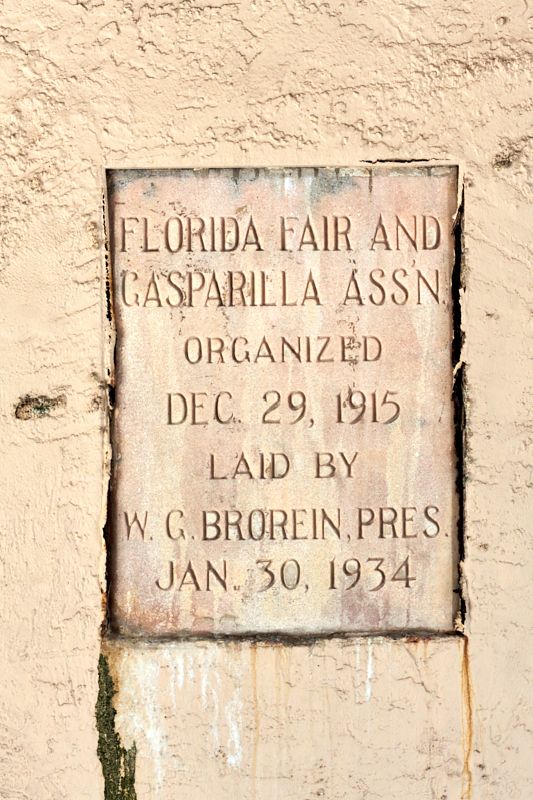 FLORIDA FAIR AND
GASPARILLA ASS'N.
ORGANIZED
DEC. 29, 1915
LAID BY
W. G. BROREIN, PRES.
JAN. 30, 1934